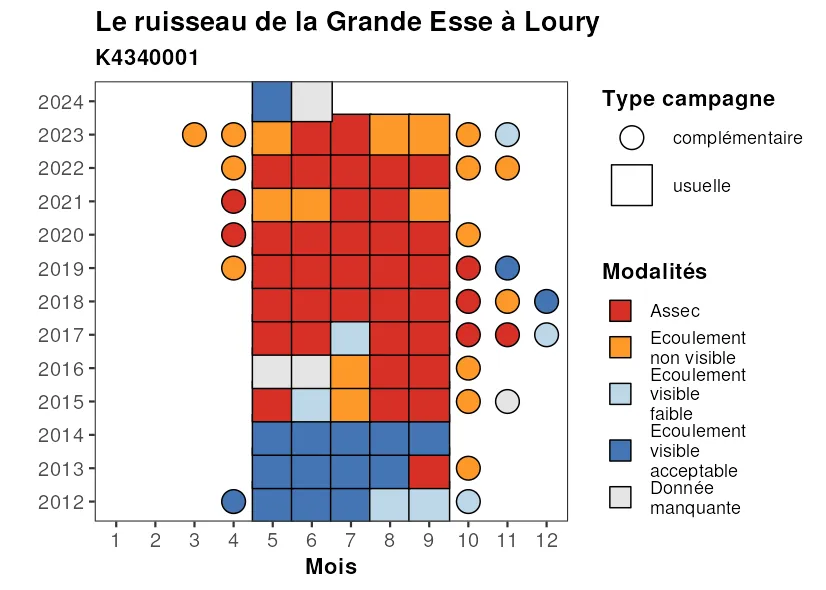 Le ruisseau de la Grande Esse à Loury
K4340001
2024
2023
2022
2021
2020
2019
2018
2017
2016
2015
2014
2013
2012
1 2 3 4 5 6 7 8 9 10 11 12
Mois
Type campagne
complémentaire
usuelle
Modalités
Assec
Ecoulement
non visible
Ecoulement
visible
faible
Ecoulement
visible
acceptable
Donnée
manquante